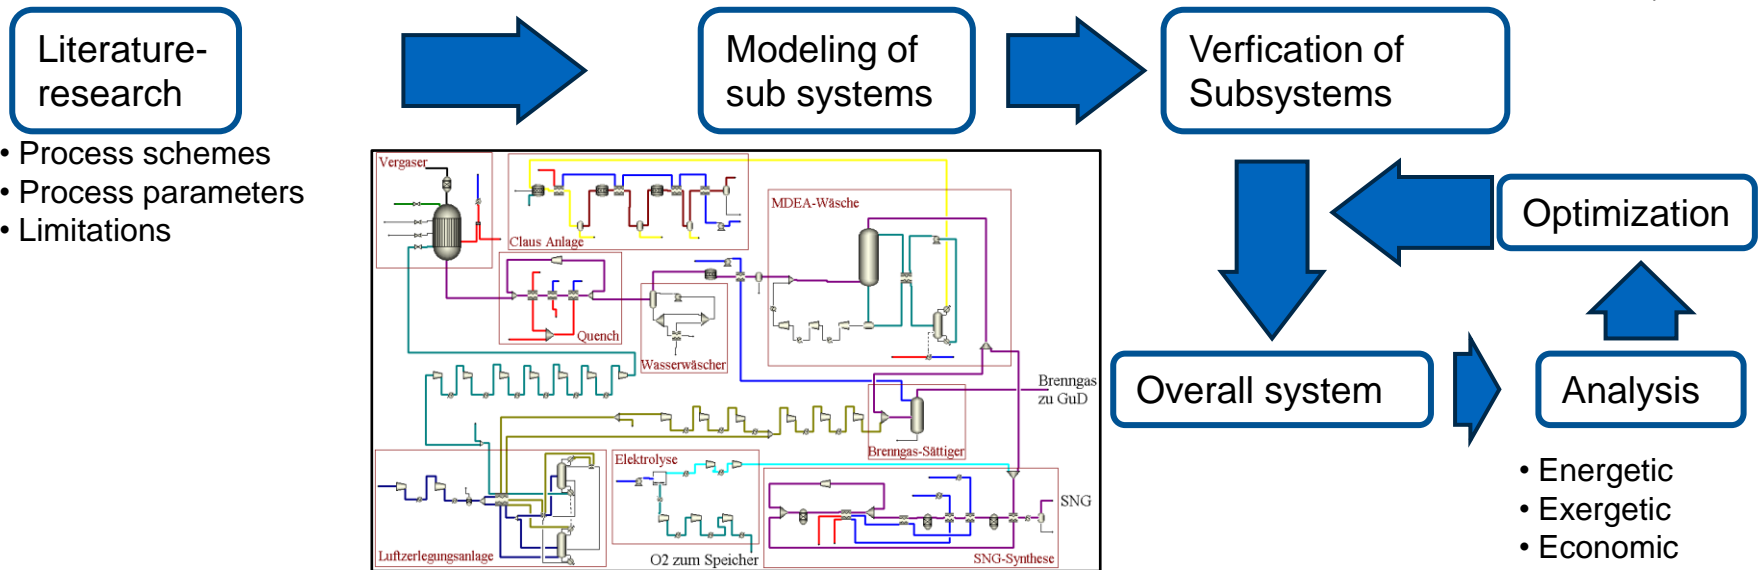 Literature-
research
• Process schemes
• Process parameters
• Limitations
Modeling of
sub systems
Verfication of
Subsystems
Optimization
Overall system
Analysis
• Energetic
• Exergetic
• Economic
Vergaser
Claus Anlage
MDEA-Wäsche
Quench
Wasserwäscher
Brenngas
zu GuD
Brenngas-Sättiger
Elektrolyse
SNG
Luftzerlegungsanlage
O2 zum Speicher
SNG-Synthese